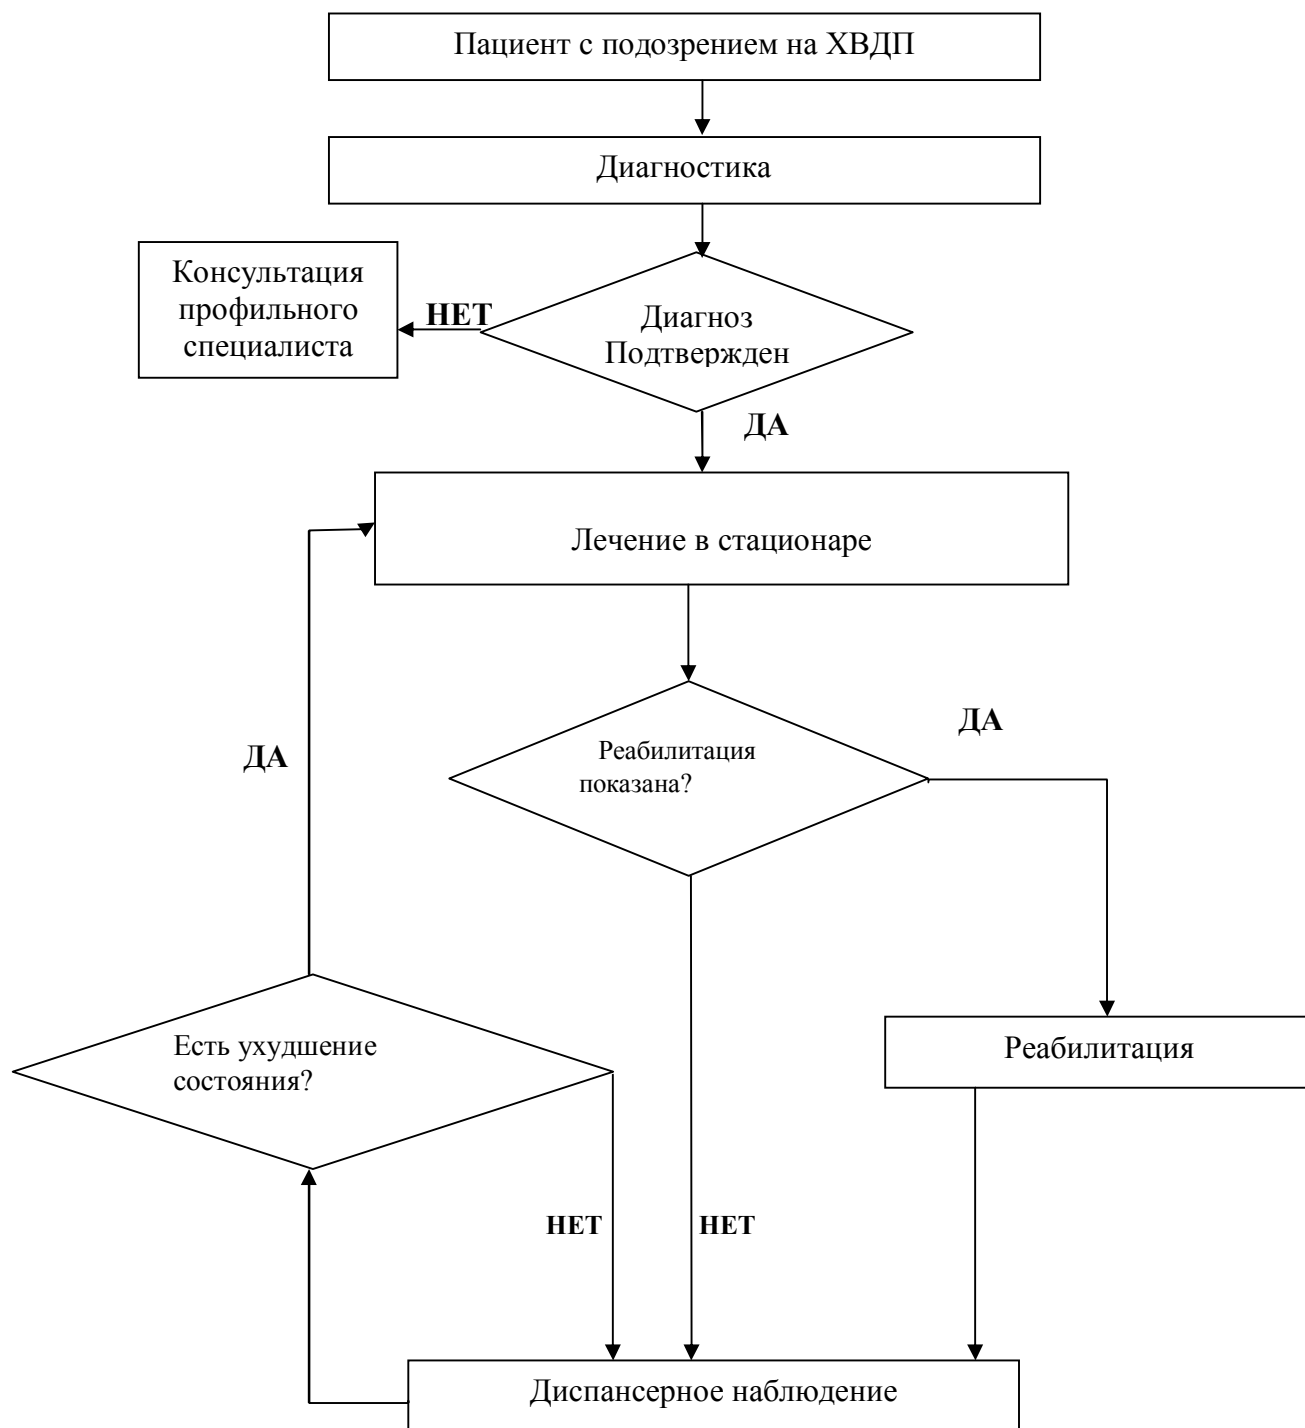 Пациент с подозрением на ХВДП
Диагностика
Консультация
профильного
специалиста
НЕТ
Диагноз
Подтвержден
ДА
Лечение в стационаре
Реабилитация
показана?
ДА
ДА
Есть ухудшение
состояния?
Реабилитация
НЕТ
НЕТ
Диспансерное наблюдение